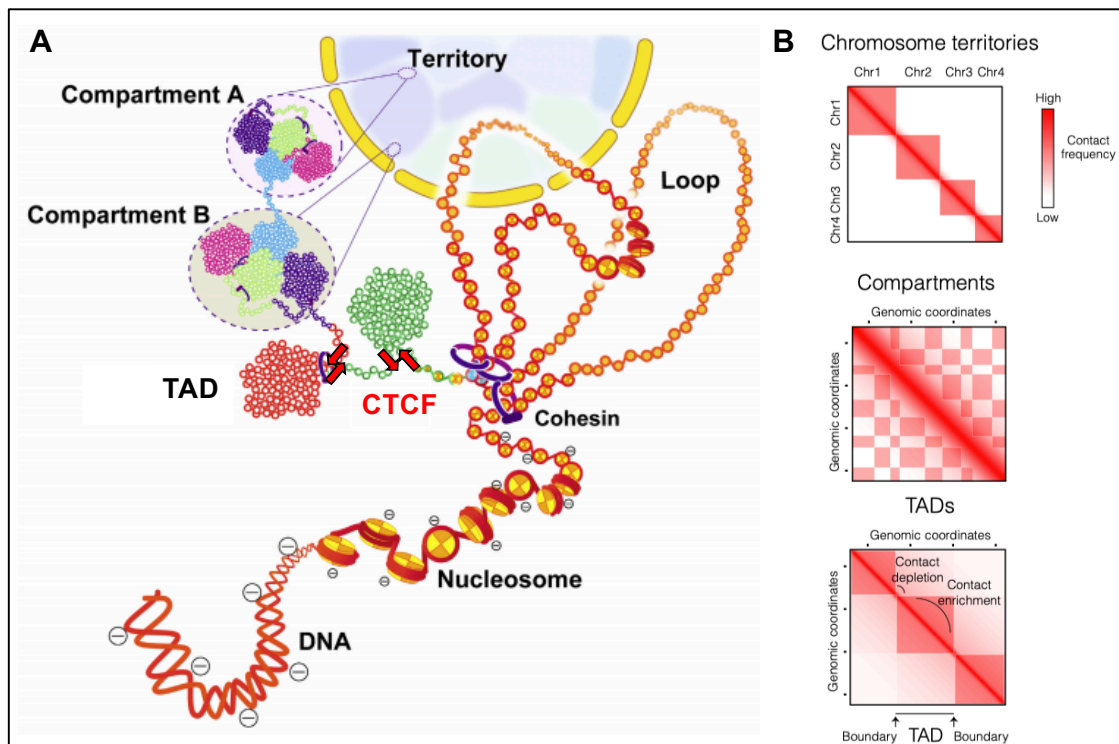 A
Territory
Compartment A
Compartment B
Loop
TAD
CTCF
Cohesin
Nucleosome
DNA
B
Chromosome territories
Chr1 Chr2 Chr3 Chr4
Chr1
Chr2
Chr3
Chr4
High
Contact
frequency
Low
Compartments
Genomic coordinates
Genomic coordinates
TADs
Genomic coordinates
Genomic coordinates
Contact
depletion
Contact
enrichment
Boundary TAD Boundary